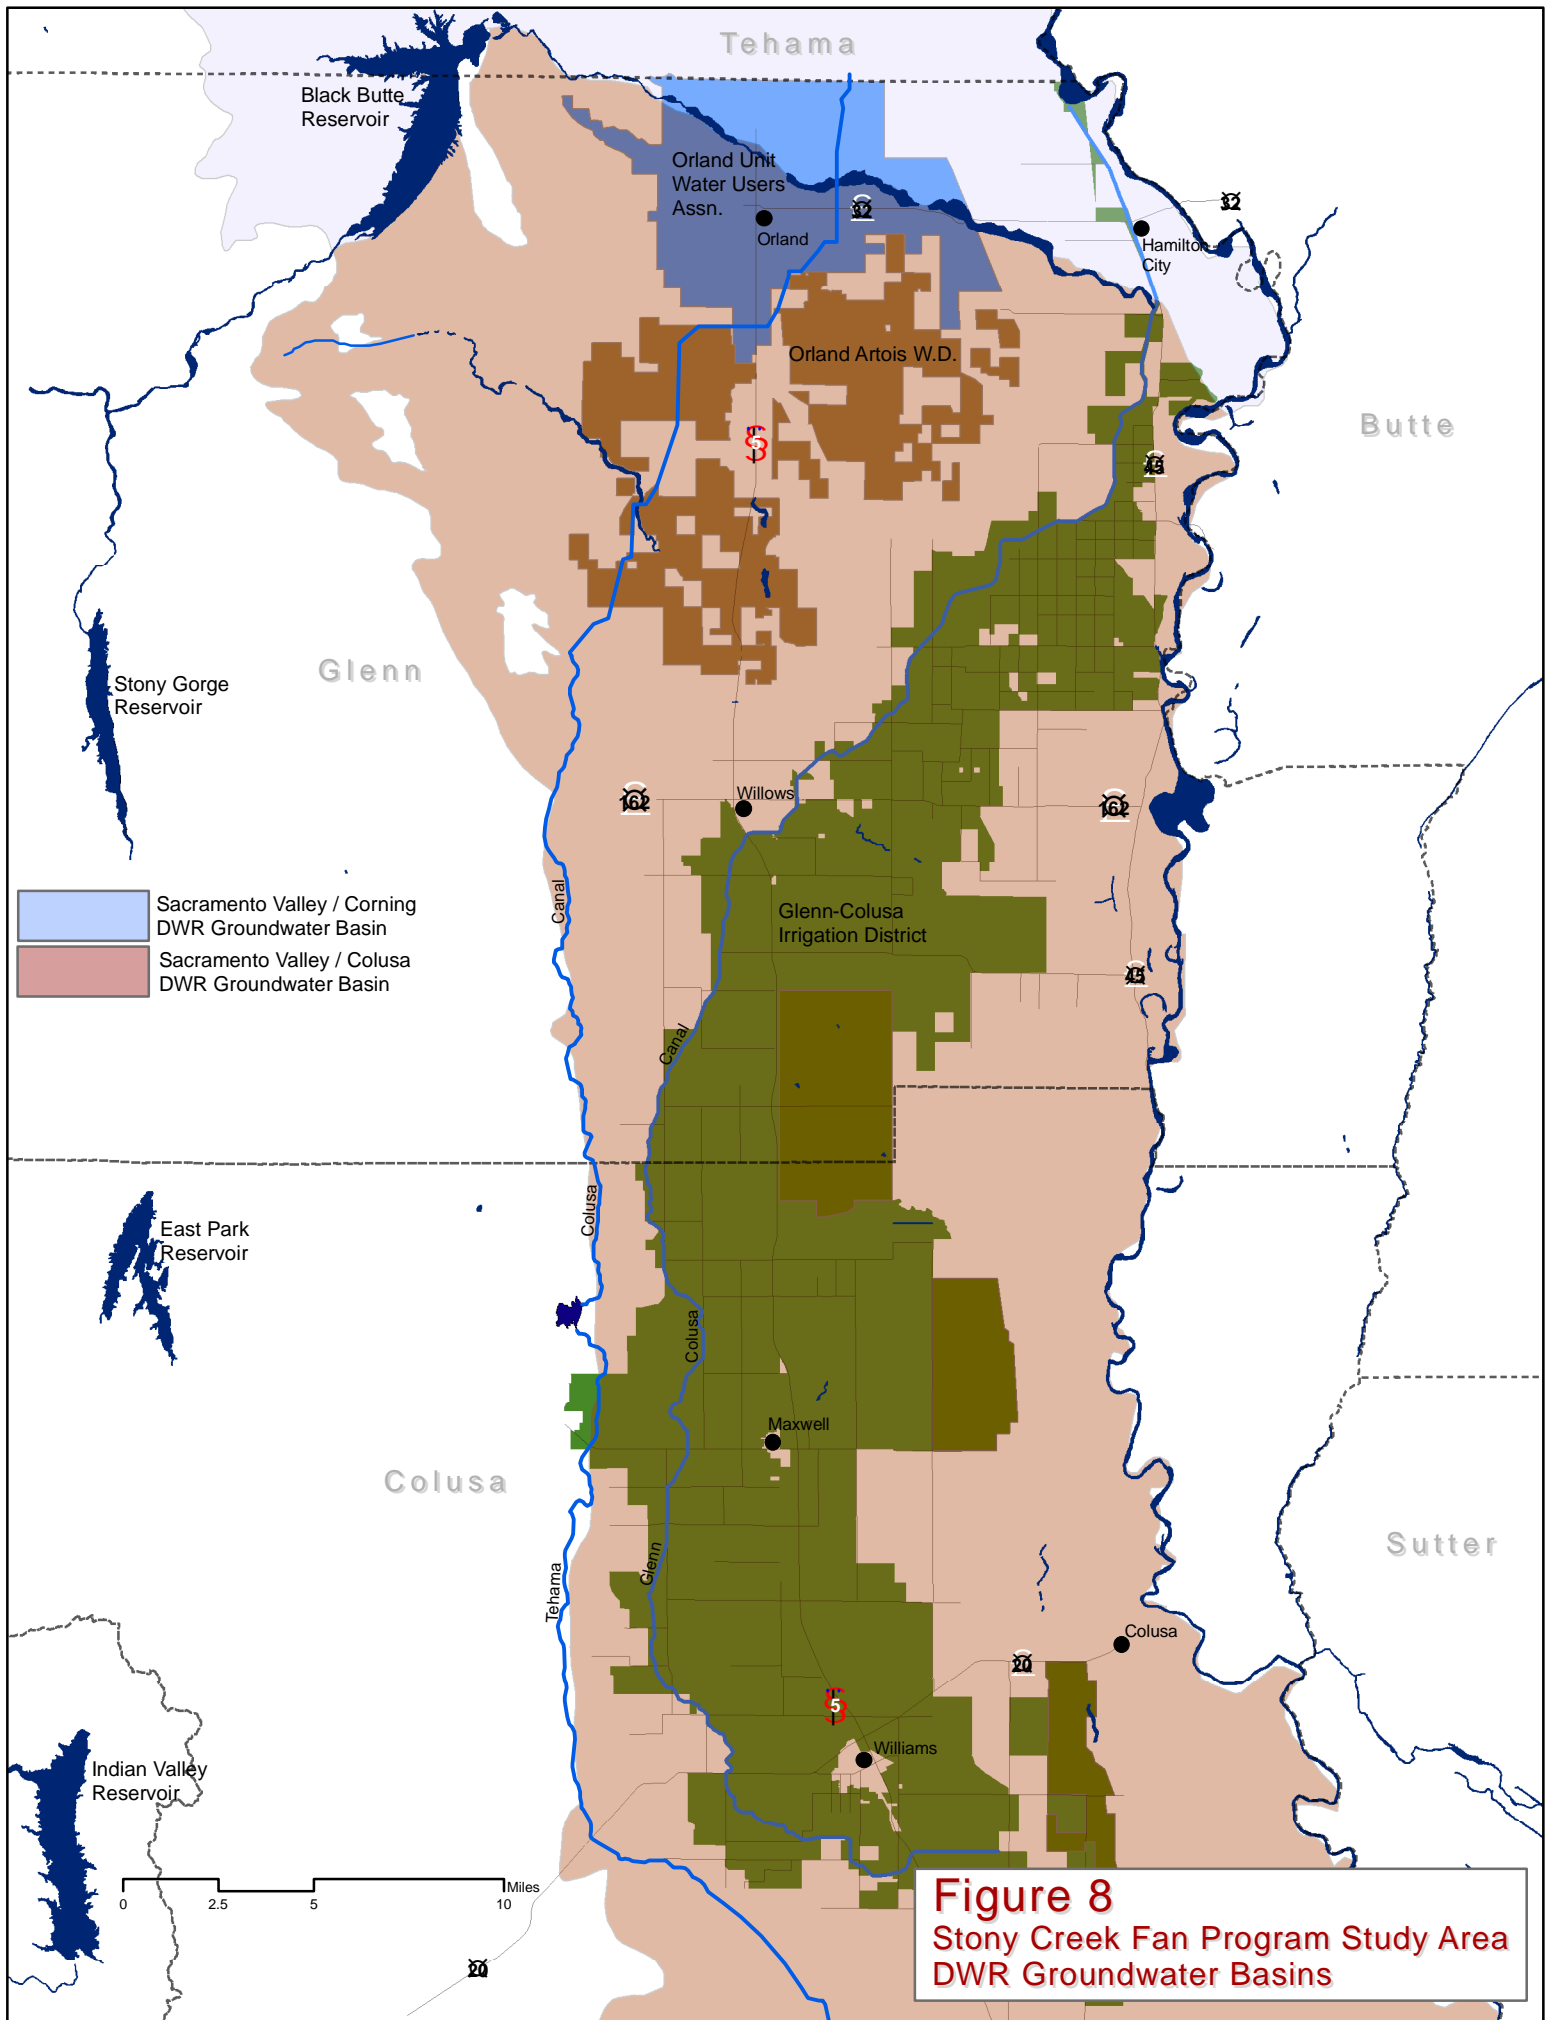 Tehama
Black Butte
Reservoir
Orland Unit
Water Users
Assn.
32
32
Orland
Hamilton
City
Orland Artois W.D.
Butte
5
45
Glenn
Stony Gorge
Reservoir
162
Willows
162
Canal
Sacramento Valley / Corning
DWR Groundwater Basin
Sacramento Valley / Colusa
DWR Groundwater Basin
Glenn-Colusa
Irrigation District
45
Canal
Colusa
East Park
Reservoir
Colusa
Maxwell
Colusa
Sutter
Glenn
Tehama
Colusa
20
5
Williams
Indian Valley
Reservoir
Miles
0
2.5
5
10
20
Figure 8
Stony Creek Fan Program Study Area
DWR Groundwater Basins